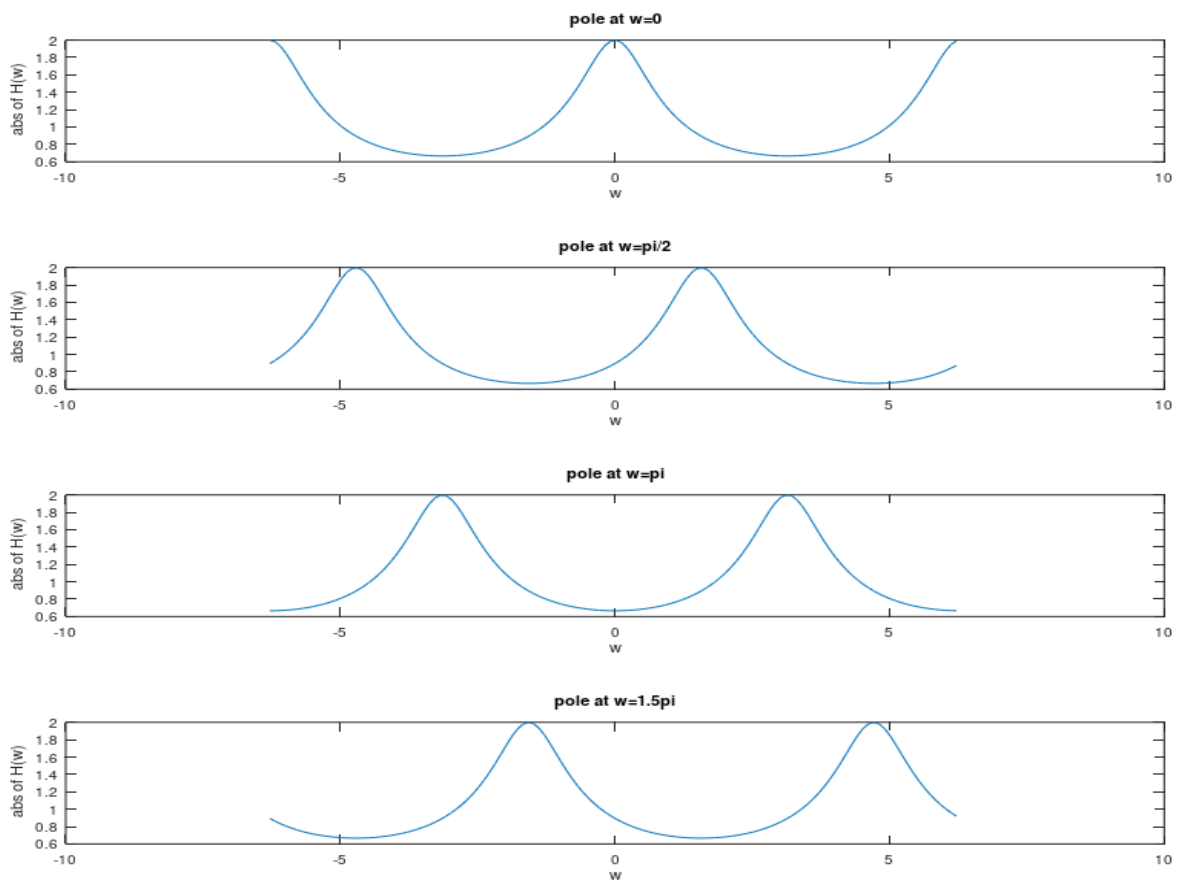 pole at w=0
2
1.8
1.6
1.4
1.2
1
0.8
0.6
abs of H(w)
-10 -5 0 5 10
w
pole at w=pi/2
2
1.8
1.6
1.4
1.2
1
0.8
0.6
abs of H(w)
-10 -5 0 5 10
w
pole at w=pi
2
1.8
1.6
1.4
1.2
1
0.8
0.6
abs of H(w)
-10 -5 0 5 10
w
pole at w=1.5pi
2
1.8
1.6
1.4
1.2
1
0.8
0.6
abs of H(w)
-10 -5 0 5 10
w